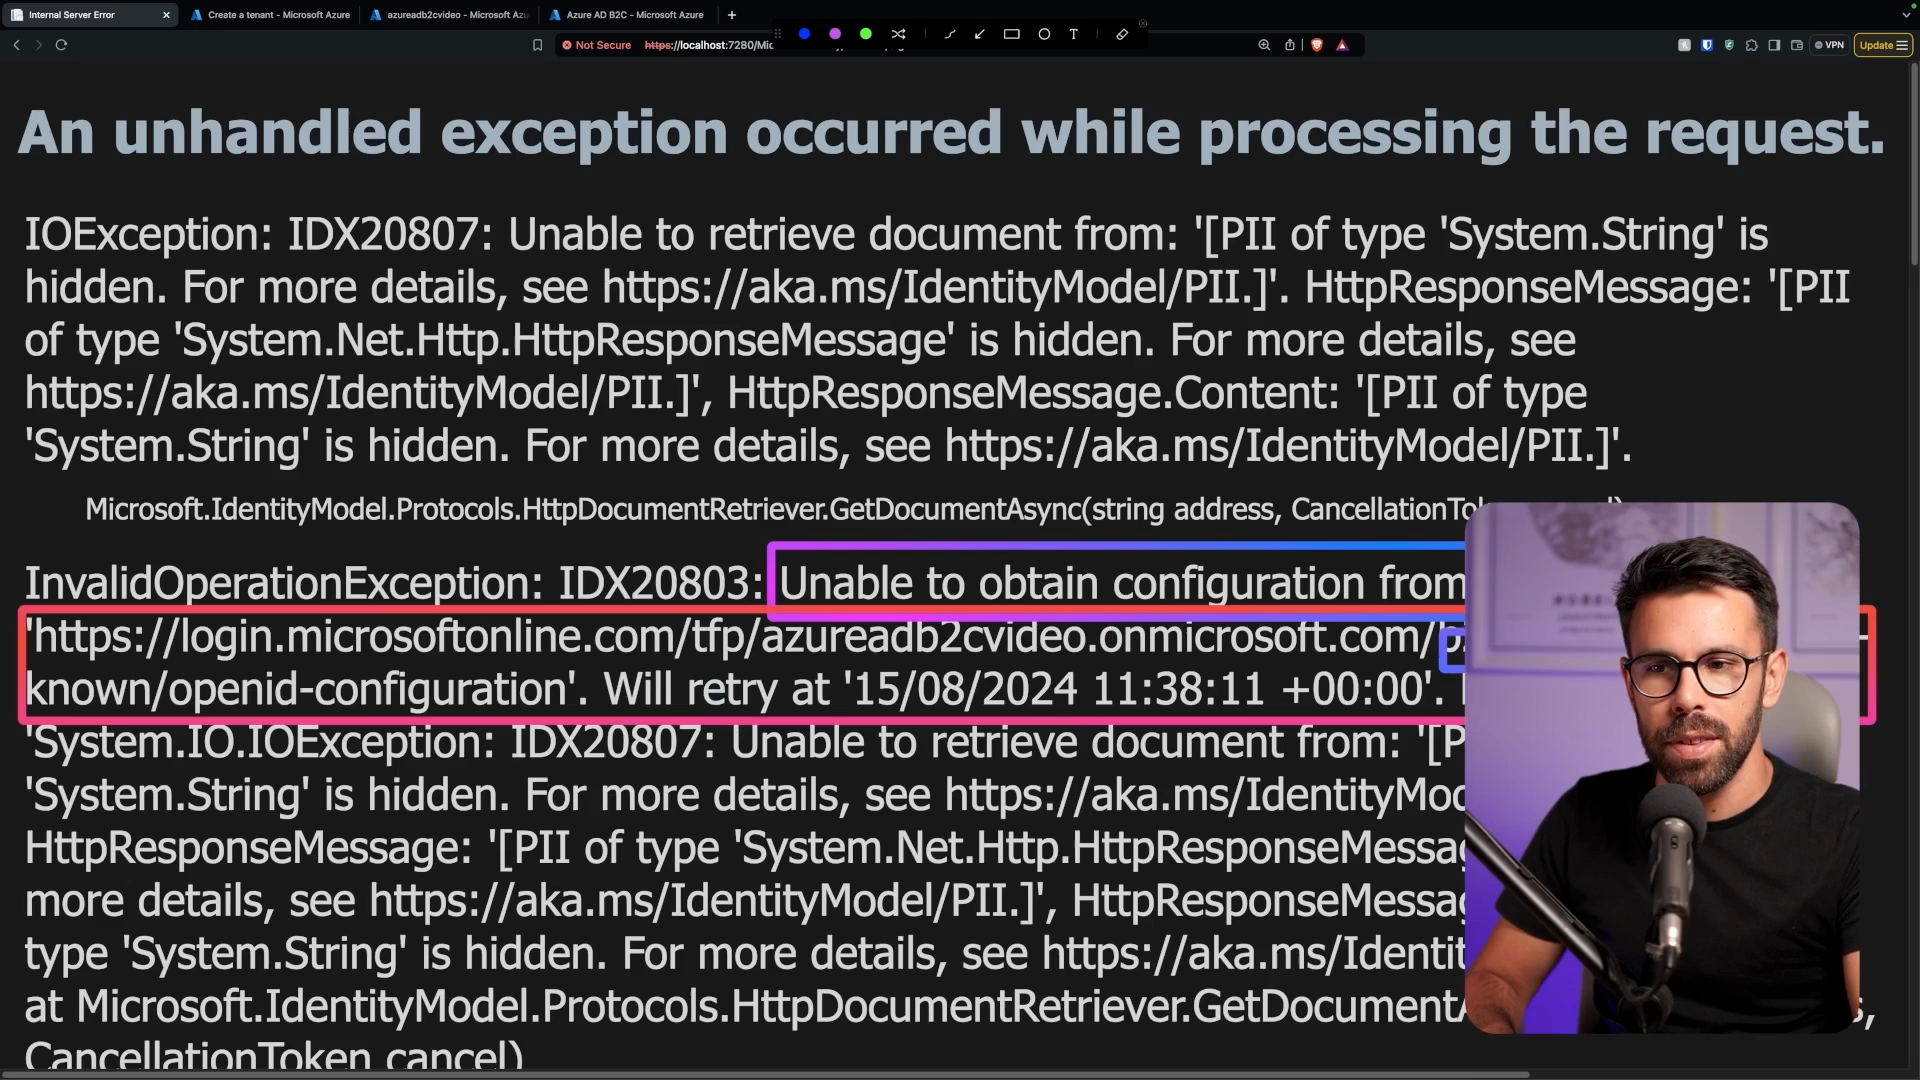 Internal Server Error
Create a tenant - Microsoft Azure
azureadb2cvideo - Microsoft Azu
Azure AD B2C - Microsoft Azure
Not Secure https://localhost:7280/Mic
VPN
Update
An unhandled exception occurred while processing the request.
IOException: IDX20807: Unable to retrieve document from: '[PII of type 'System.String' is
hidden. For more details, see https://aka.ms/IdentityModel/PII.]'. HttpResponseMessage: '[PII
of type 'System.Net.Http.HttpResponseMessage' is hidden. For more details, see
https://aka.ms/IdentityModel/PII.]', HttpResponseMessage.Content: '[PII of type
'System.String' is hidden. For more details, see https://aka.ms/IdentityModel/PII.]'.
Microsoft.IdentityModel.Protocols.HttpDocumentRetriever.GetDocumentAsync(string address, CancellationTo
InvalidOperationException: IDX20803: Unable to obtain configuration from
'https://login.microsoftonline.com/tfp/azureadb2cvideo.onmicrosoft.com/b
known/openid-configuration'. Will retry at '15/08/2024 11:38:11 +00:00'.
'System.IO.IOException: IDX20807: Unable to retrieve document from: '[P
'System.String' is hidden. For more details, see https://aka.ms/IdentityMod
HttpResponseMessage: '[PII of type 'System.Net.Http.HttpResponseMessag
more details, see https://aka.ms/IdentityModel/PII.]', HttpResponseMessag
type 'System.String' is hidden. For more details, see https://aka.ms/Identit
at Microsoft.IdentityModel.Protocols.HttpDocumentRetriever.GetDocumentA s,
CancellationToken cancel)